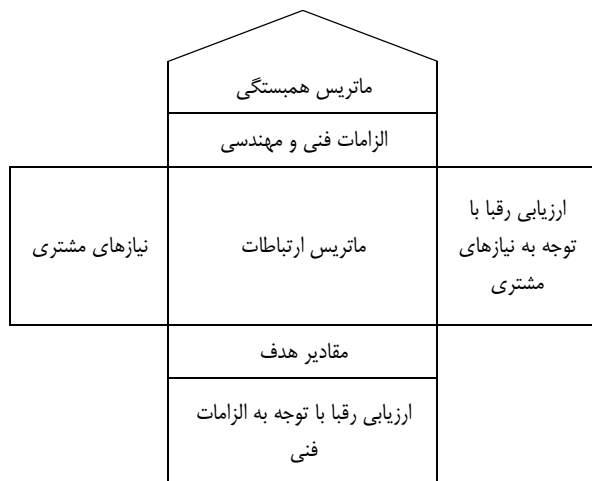 ماتریس همبستگی
الزامات فنی و مهندسی
ارزیابی رقبا با
توجه به نیازهای
مشتری
ماتریس ارتباطات
نیازهای مشتری
مقادیر هدف
ارزیابی رقبا با توجه به الزامات
فنی